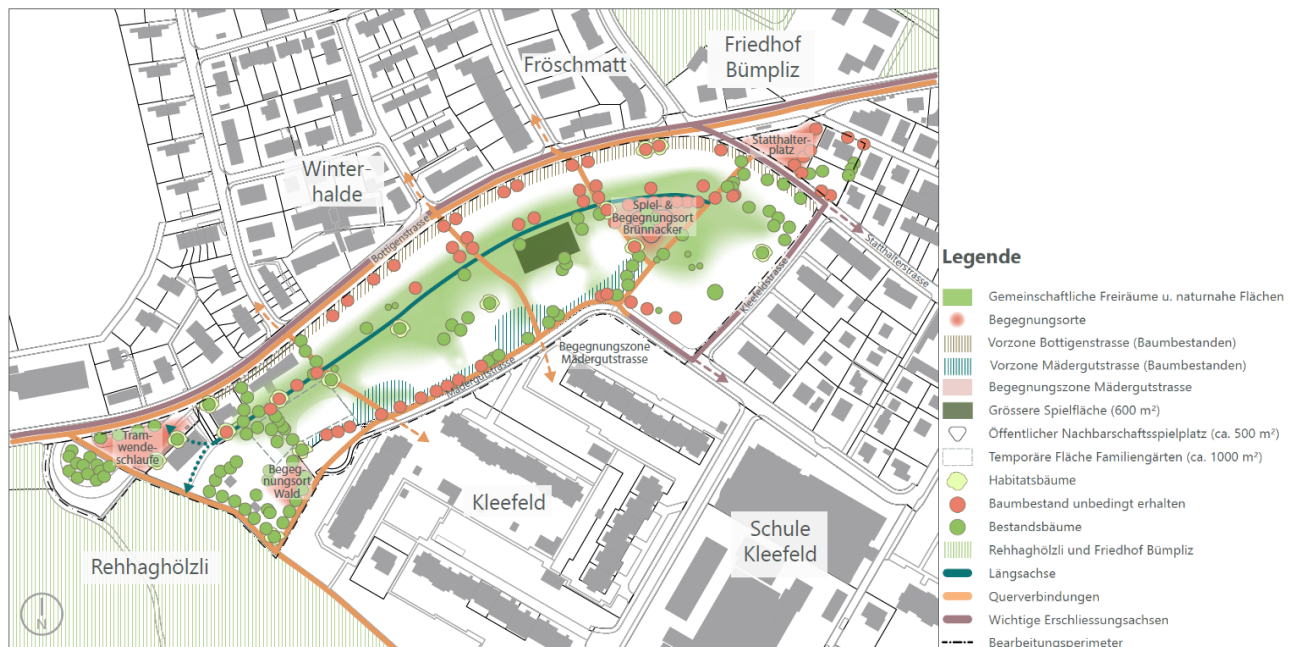 Friedhof
Bümpliz
Fröschmatt
Statthalter-
platz
Winter-
halde
Spiel- &
Begegnungsort
Brünnacker
Bottigenstrasse
Statthalterstrasse
Kleefeldstrasse
Begegnungszone
Mädergutstrasse
Mädergutstrasse
Tram-
wende-
schlaufe
Begeg-
nungsort
Wald
Kleefeld
Schule
Kleefeld
Rehhaghölzli
N
Legende
Gemeinschaftliche Freiräume u. naturnahe Flächen
Begegnungsorte
Vorzone Bottigenstrasse (Baumbestanden)
Vorzone Mädergutstrasse (Baumbestanden)
Begegnungszone Mädergutstrasse
Grössere Spielfläche (600 m²)
Öffentlicher Nachbarschaftsspielplatz (ca. 500 m²)
Temporäre Fläche Familiengärten (ca. 1000 m²)
Habitatsbäume
Baumbestand unbedingt erhalten
Bestandsbäume
Rehhaghölzli und Friedhof Bümpliz
Längsachse
Querverbindungen
Wichtige Erschliessungsachsen
Bearbeitungsperimeter